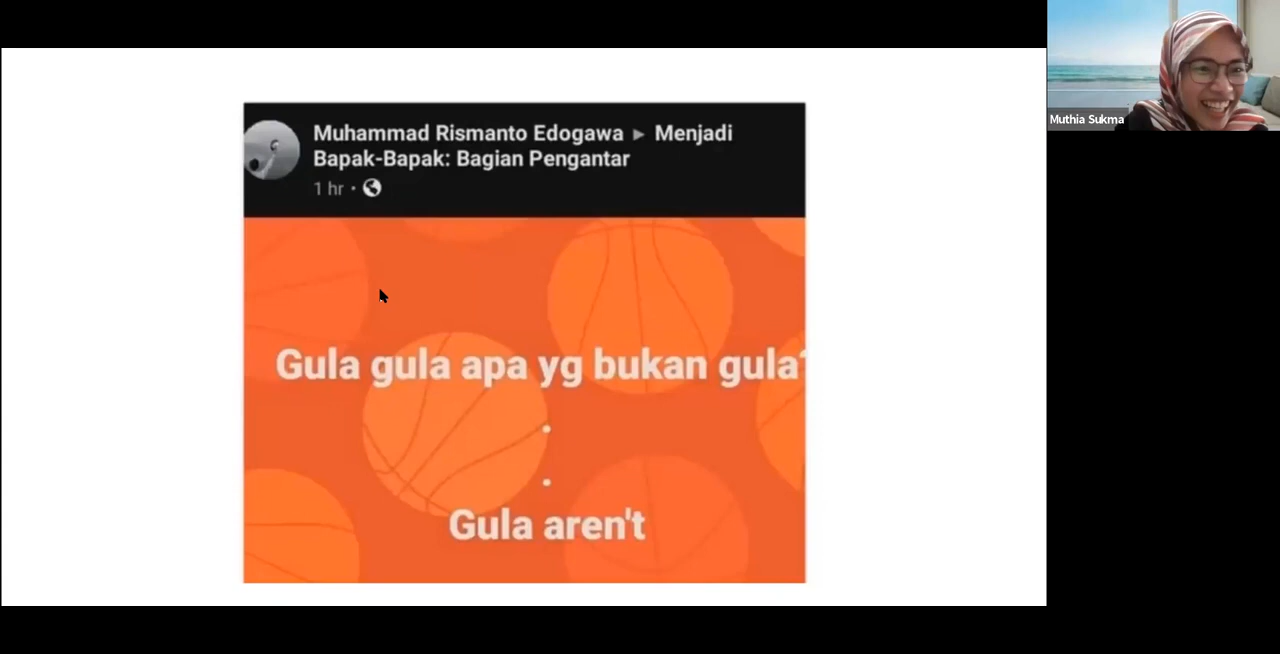 Muhammad Rismanto Edogawa ▸ Menjadi
Bapak-Bapak: Bagian Pengantar
1 hr ·
Gula gula apa yg bukan gula?
.
.
Gula aren't
Muthia Sukma